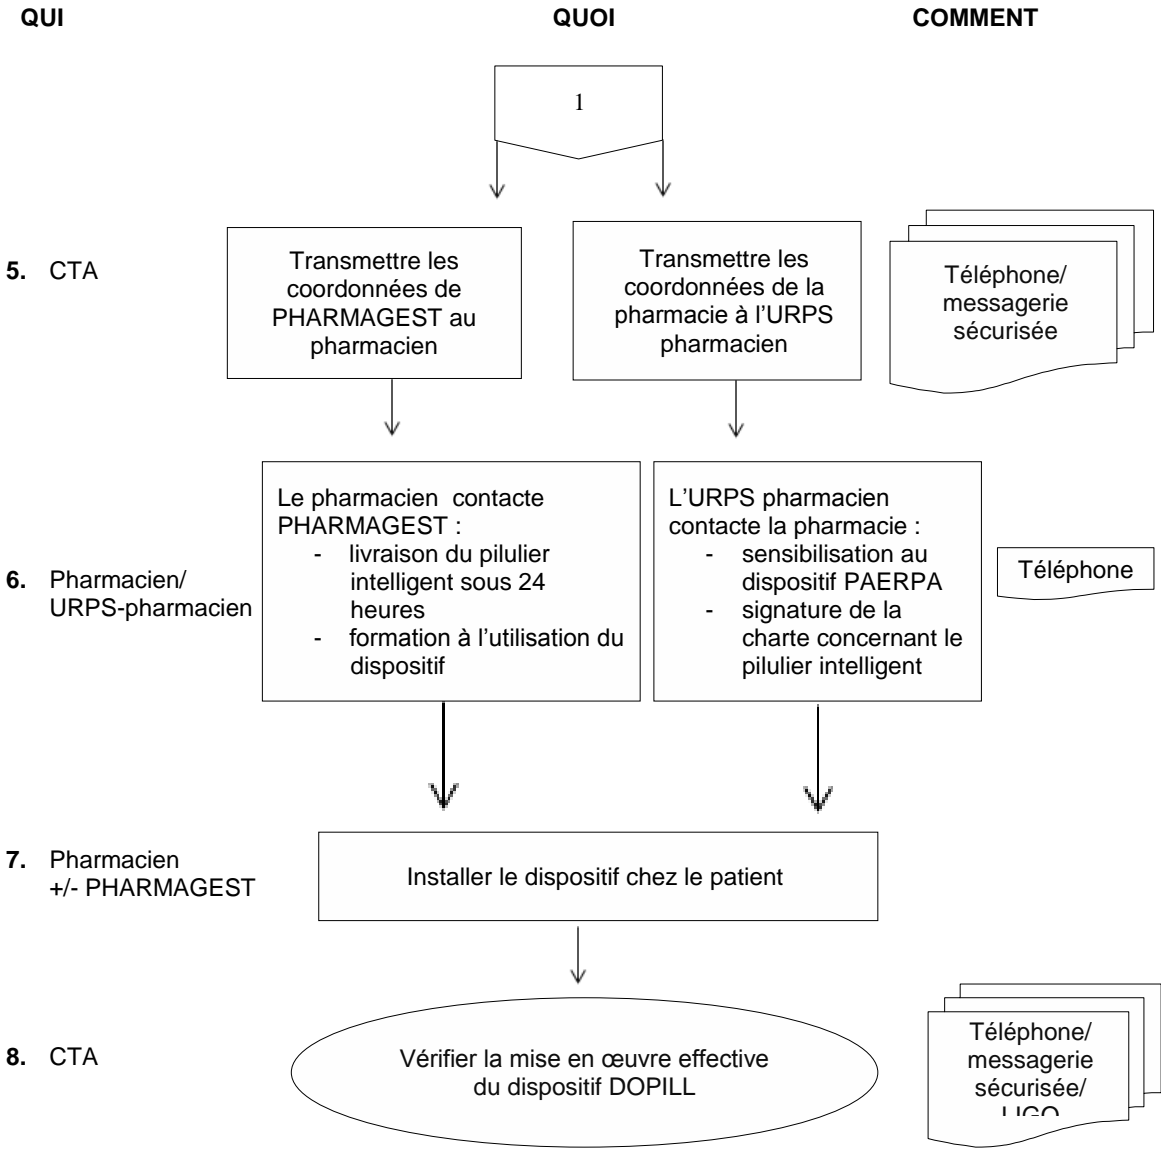 QUI QUOI COMMENT
1
5. CTA
Transmettre les
coordonnées de
PHARMAGEST au
pharmacien
Transmettre les
coordonnées de la
pharmacie à l'URPS
pharmacien
Téléphone/
messagerie
sécurisée
6. Pharmacien/
URPS-pharmacien
Le pharmacien contacte
PHARMAGEST :
- livraison du pilulier
intelligent sous 24
heures
- formation à l'utilisation du
dispositif
L'URPS pharmacien
contacte la pharmacie :
- sensibilisation au
dispositif PAERPA
- signature de la
charte concernant le
pilulier intelligent
Téléphone
7. Pharmacien
+/- PHARMAGEST
Installer le dispositif chez le patient
8. CTA
Vérifier la mise en œuvre effective
du dispositif DOPILL
Téléphone/
messagerie
sécurisée/